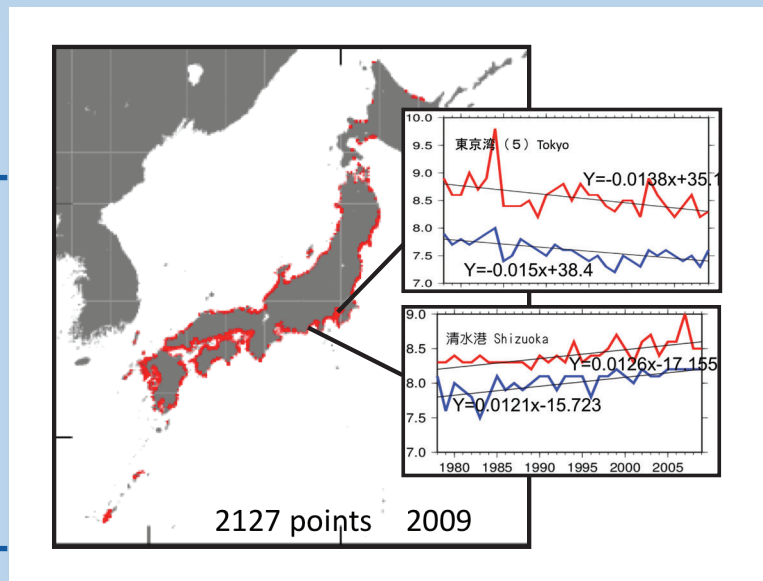 10.0
9.5
9.0
8.5
8.0
7.5
7.0
東京湾（5）Tokyo
Y=-0.0138x+35.1
Y=-0.015x+38.4
9.0
8.5
8.0
7.5
7.0
清水港 Shizuoka
Y=0.0126x-17.155
Y=0.0121x-15.723
1980 1985 1990 1995 2000 2005
2127 points 2009